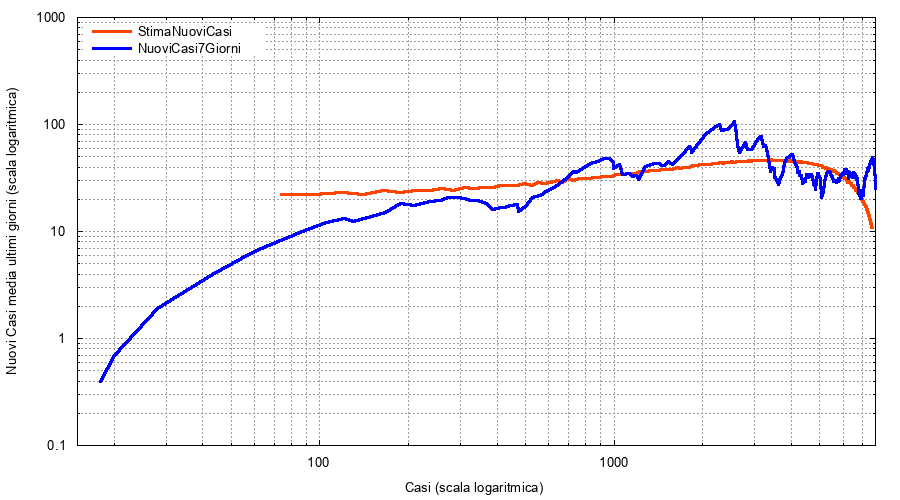 1000
StimaNuoviCasi
NuoviCasi7Giorni
100
10
1
0.1
Nuovi Casi media ultimi giorni (scala logaritmica)
100
1000
Casi (scala logaritmica)